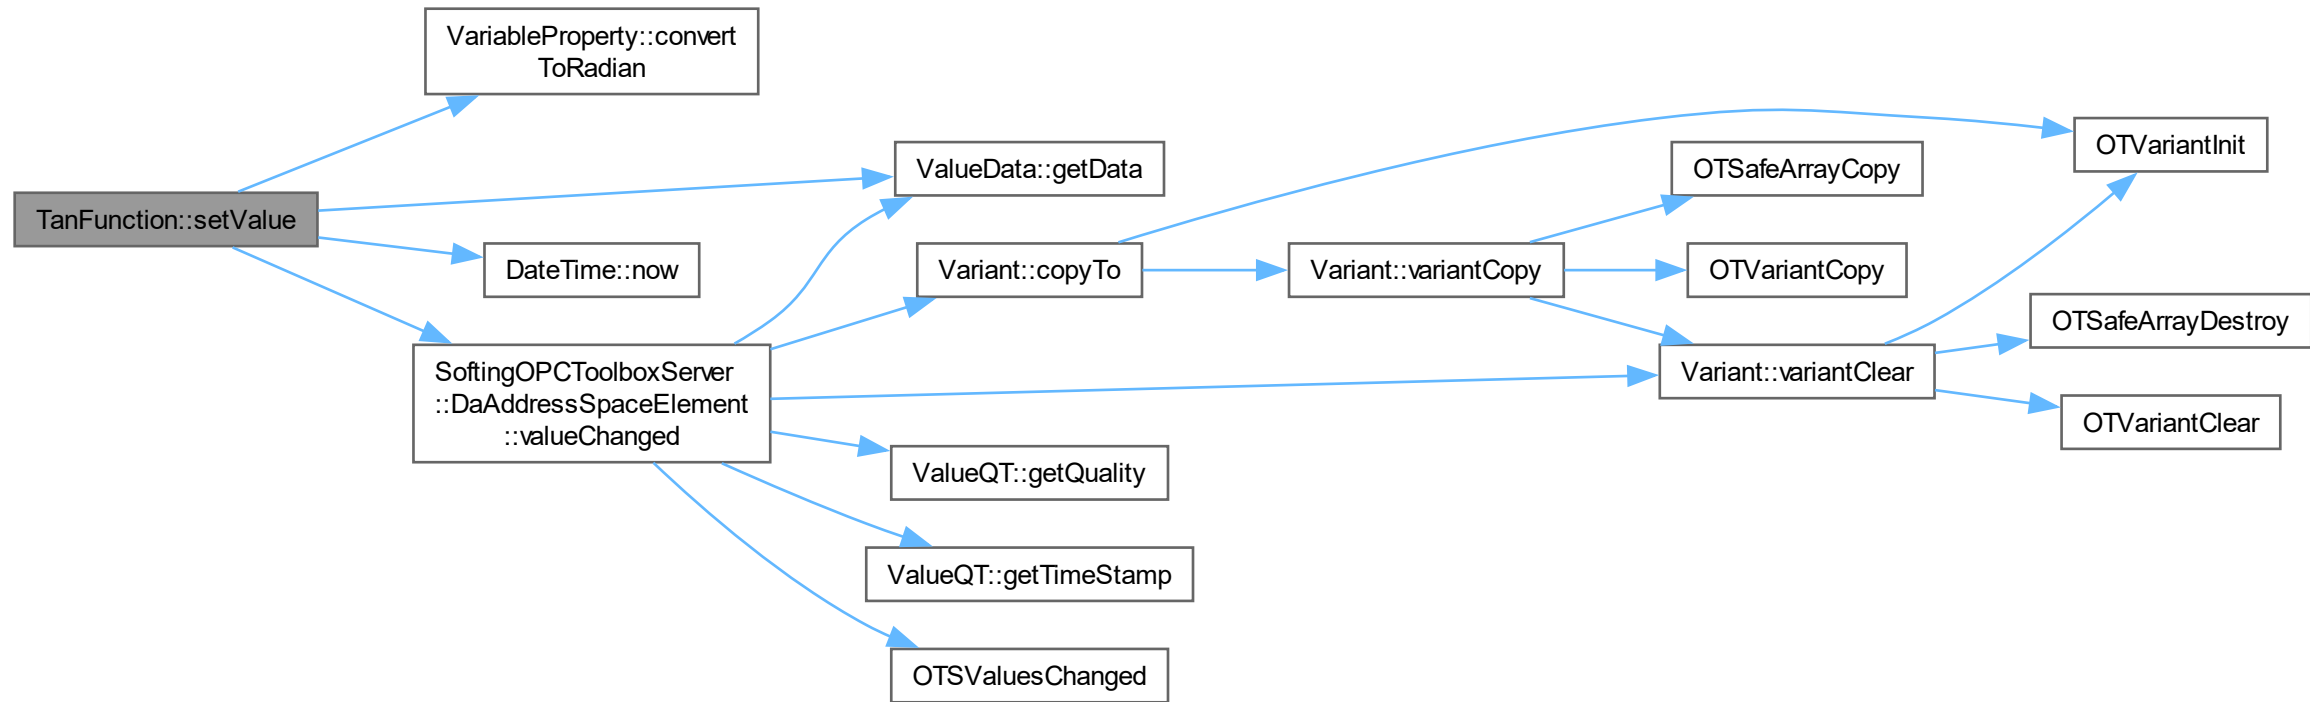 TanFunction::setValue
VariableProperty::convert
ToRadian
ValueData::getData
DateTime::now
SoftingOPCToolboxServer
::DaAddressSpaceElement
::valueChanged
Variant::copyTo
ValueQT::getQuality
ValueQT::getTimeStamp
OTSValuesChanged
Variant::variantCopy
OTSafeArrayCopy
OTVariantCopy
Variant::variantClear
OTVariantInit
OTSafeArrayDestroy
OTVariantClear